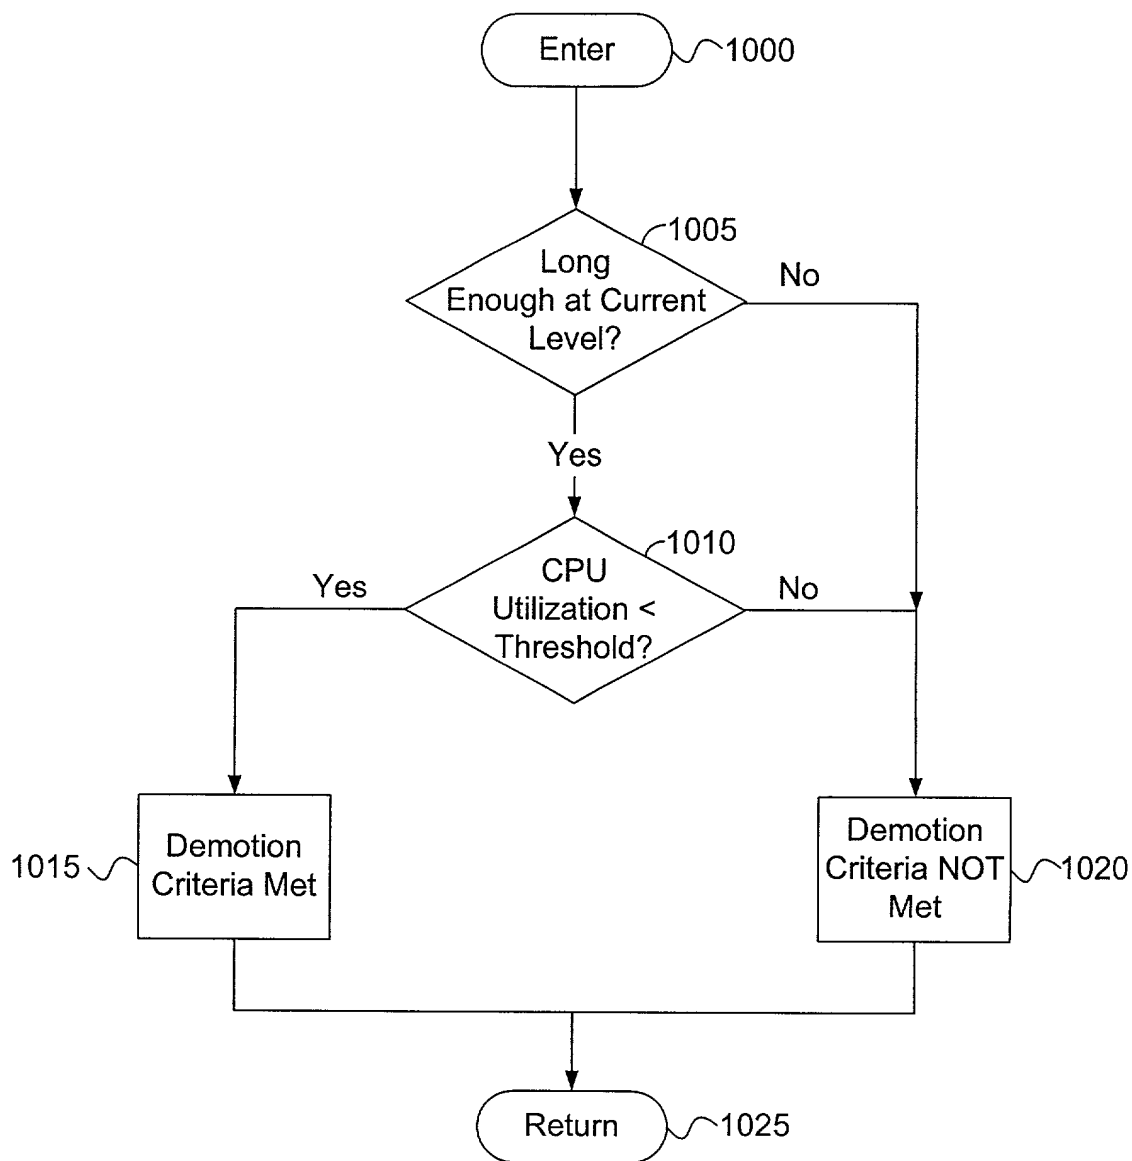 Enter
1000
1005
Long
Enough at Current
Level?
No
Yes
1010
CPU
Utilization <
Threshold?
Yes
No
Demotion
Criteria Met
1015
Demotion
Criteria NOT
Met
1020
Return
1025